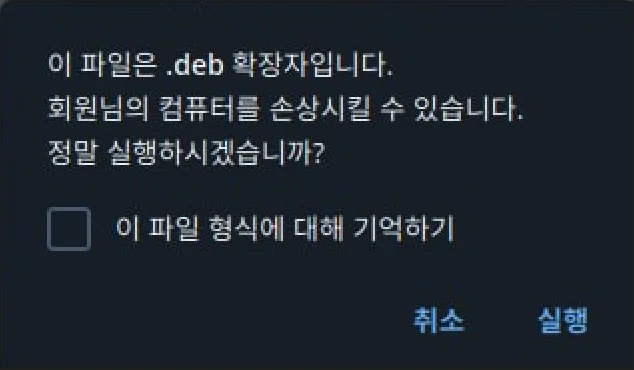 이 파일은 .deb 확장자입니다.
회원님의 컴퓨터를 손상시킬 수 있습니다.
정말 실행하시겠습니까?
이 파일 형식에 대해 기억하기
취소 실행